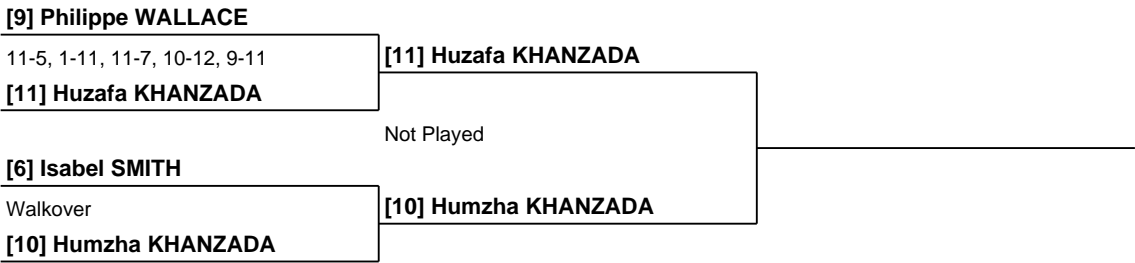 [9] Philippe WALLACE
11-5, 1-11, 11-7, 10-12, 9-11
[11] Huzafa KHANZADA
[11] Huzafa KHANZADA
Not Played
[6] Isabel SMITH
Walkover
[10] Humzha KHANZADA
[10] Humzha KHANZADA